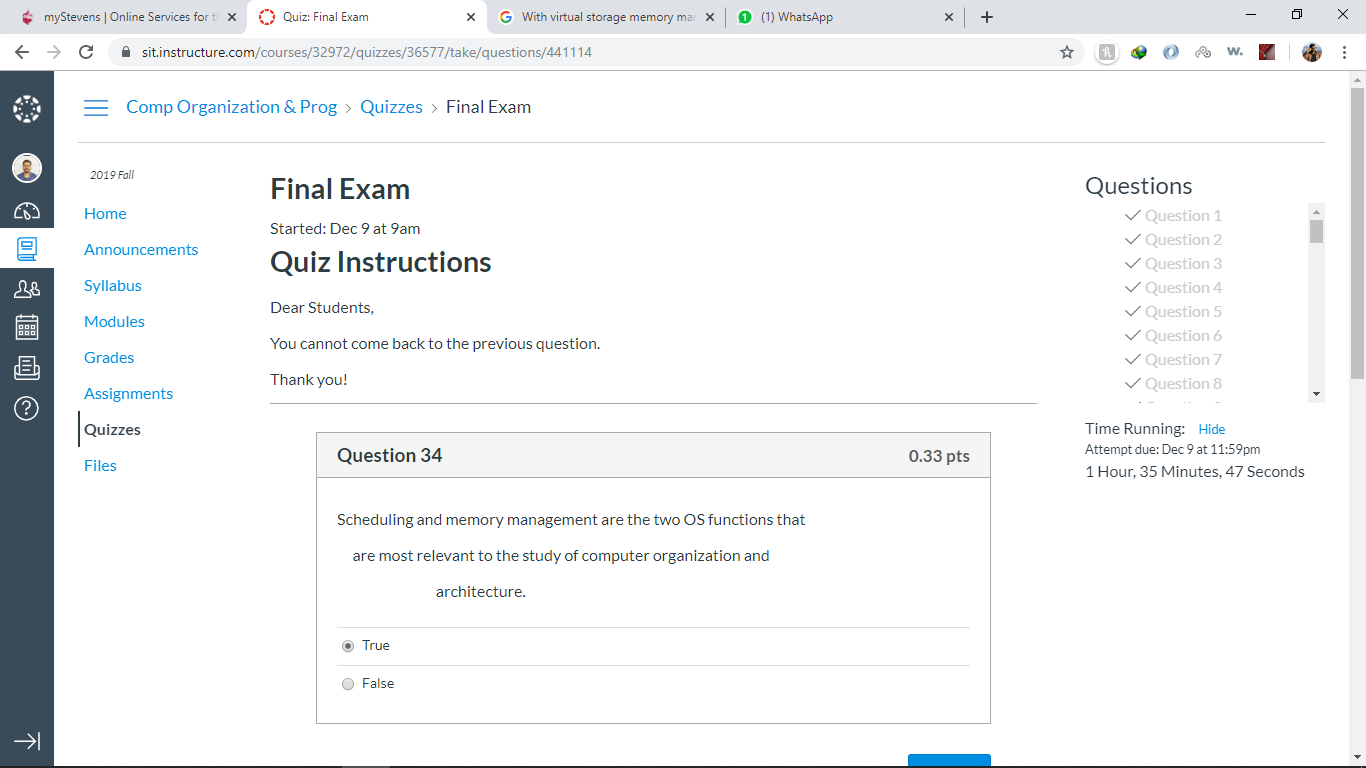 myStevens | Online Services for t
Quiz: Final Exam
With virtual storage memory ma
(1) WhatsApp
sit.instructure.com/courses/32972/quizzes/36577/take/questions/441114
Comp Organization & Prog > Quizzes > Final Exam
2019 Fall
Home
Announcements
Syllabus
Modules
Grades
Assignments
Quizzes
Files
Final Exam
Started: Dec 9 at 9am
Quiz Instructions
Dear Students,
You cannot come back to the previous question.
Thank you!
Question 34 0.33 pts
Scheduling and memory management are the two OS functions that
are most relevant to the study of computer organization and
architecture.
True
False
Questions
Question 1
Question 2
Question 3
Question 4
Question 5
Question 6
Question 7
Question 8
Time Running: Hide
Attempt due: Dec 9 at 11:59pm
1 Hour, 35 Minutes, 47 Seconds